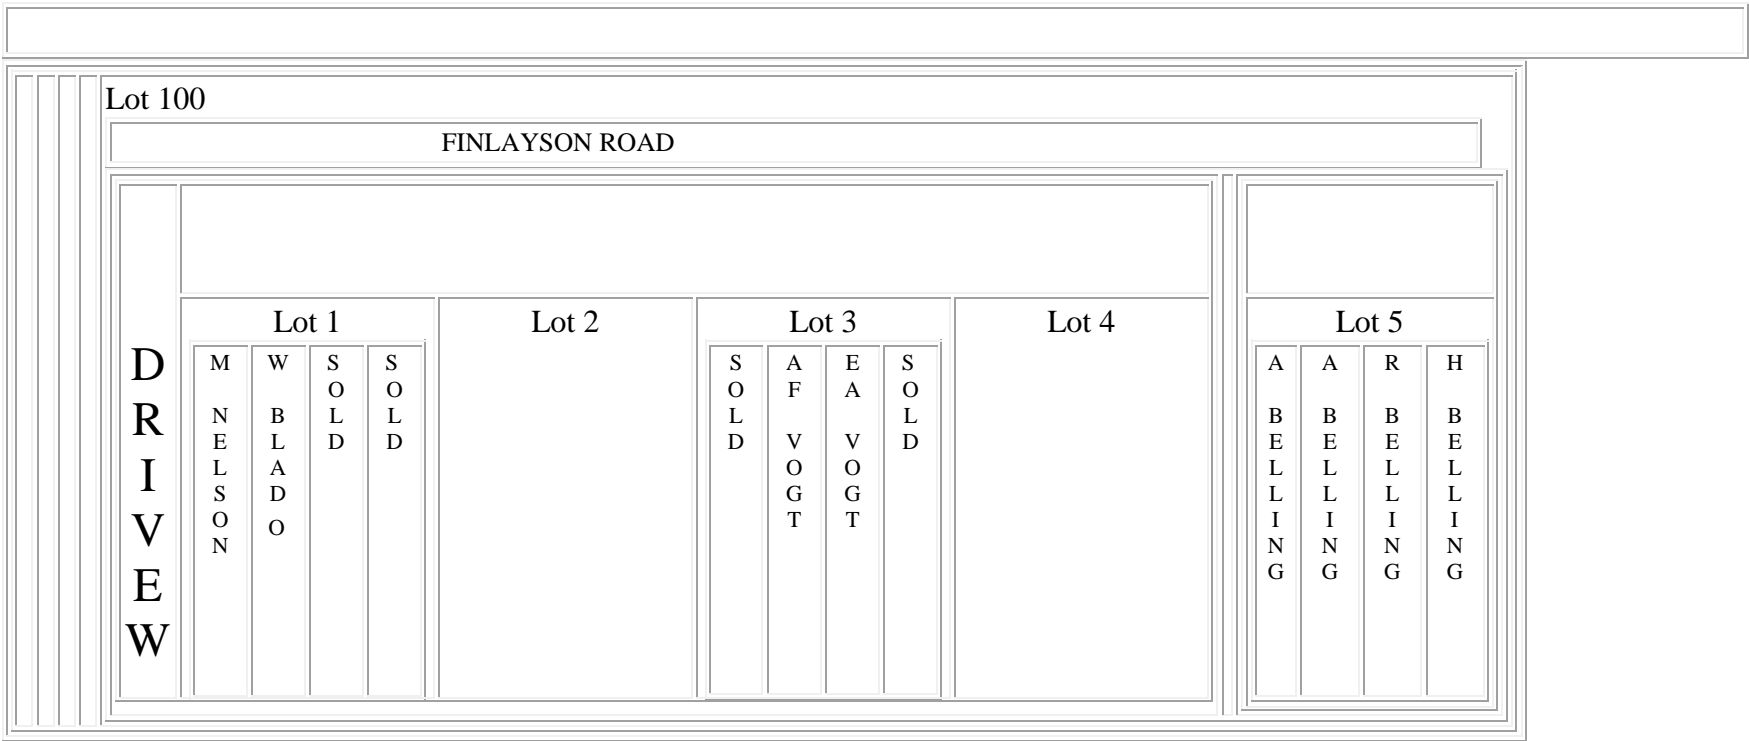 Lot 100
FINLAYSON ROAD
DRIVEW
Lot 1
M NELSON
W BLADO
SOLD
SOLD
Lot 2
Lot 3
SOLD
AF VOGT
EA VOGT
SOLD
Lot 4
Lot 5
A BELLING
A BELLING
R BELLING
H BELLING